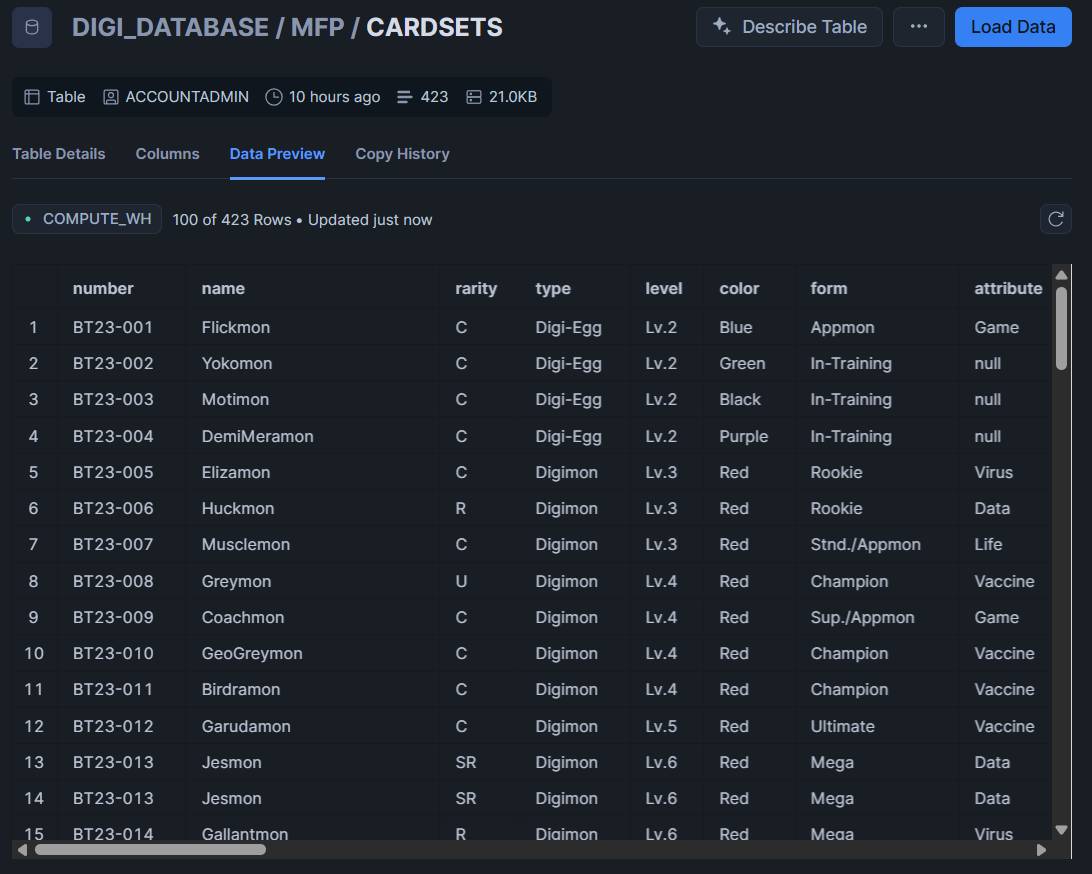 DIGI_DATABASE / MFP / CARDSETS
Describe Table
Load Data
Table ACCOUNTADMIN 10 hours ago 423 21.0KB
Table Details Columns Data Preview Copy History
COMPUTE_WH 100 of 423 Rows • Updated just now
number name rarity type level color form attribute
1 BT23-001 Flickmon C Digi-Egg Lv.2 Blue Appmon Game
2 BT23-002 Yokomon C Digi-Egg Lv.2 Green In-Training null
3 BT23-003 Motimon C Digi-Egg Lv.2 Black In-Training null
4 BT23-004 DemiMeramon C Digi-Egg Lv.2 Purple In-Training null
5 BT23-005 Elizamon C Digimon Lv.3 Red Rookie Virus
6 BT23-006 Huckmon R Digimon Lv.3 Red Rookie Data
7 BT23-007 Musclemon C Digimon Lv.3 Red Stnd./Appmon Life
8 BT23-008 Greymon U Digimon Lv.4 Red Champion Vaccine
9 BT23-009 Coachmon C Digimon Lv.4 Red Sup./Appmon Game
10 BT23-010 GeoGreymon C Digimon Lv.4 Red Champion Vaccine
11 BT23-011 Birdramon C Digimon Lv.4 Red Champion Vaccine
12 BT23-012 Garudamon C Digimon Lv.5 Red Ultimate Vaccine
13 BT23-013 Jesmon SR Digimon Lv.6 Red Mega Data
14 BT23-013 Jesmon SR Digimon Lv.6 Red Mega Data
15 BT23-014 Gallantmon R Digimon Lv.6 Red Mega Virus